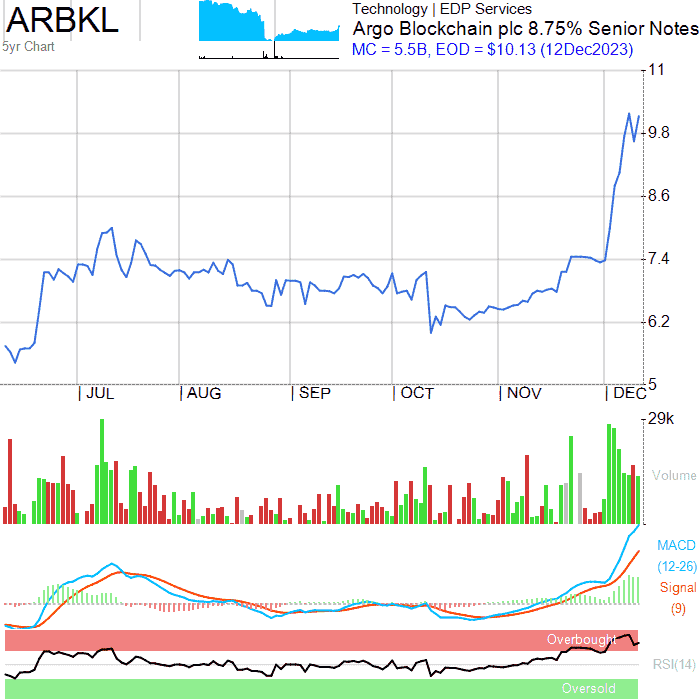 ARBKL
5yr Chart
Technology | EDP Services
Argo Blockchain plc 8.75% Senior Notes
MC = 5.5B, EOD = $10.13 (12Dec2023)
11
9.8
8.6
7.4
6.2
5
| JUL | AUG | SEP | OCT | NOV | DEC
29k
Volume
MACD
(12-26)
Signal
(9)
Overbought
RSI(14)
Oversold